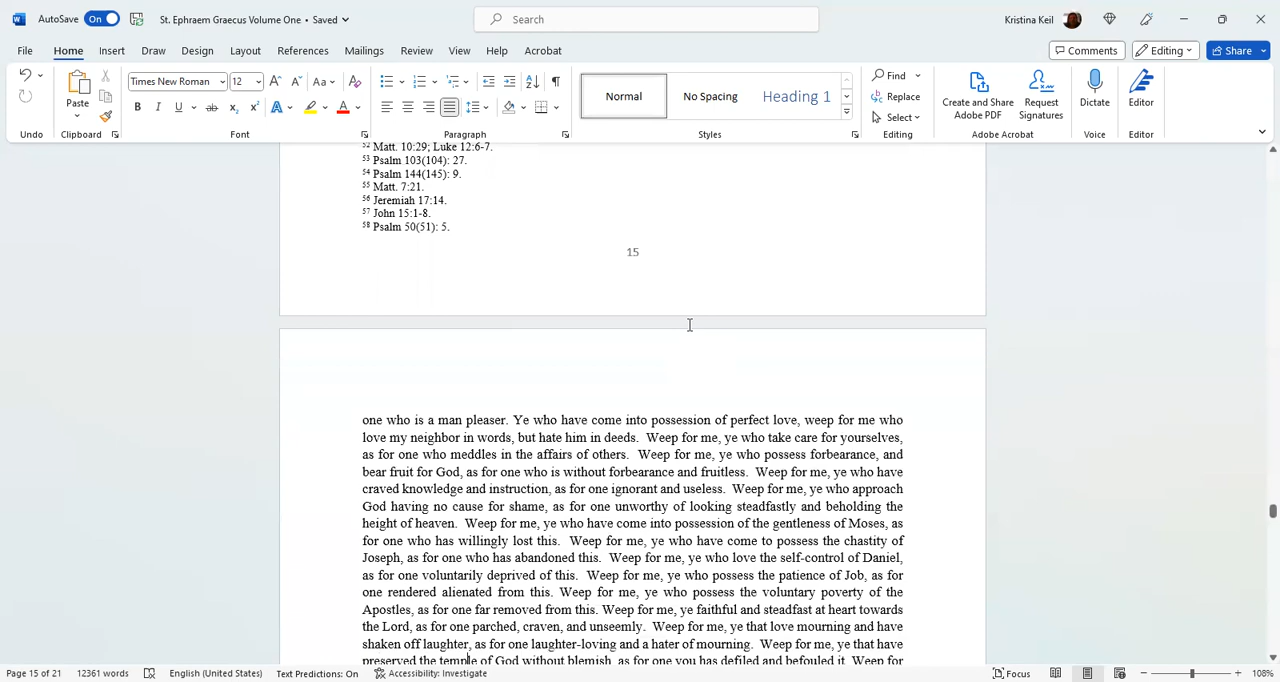 AutoSave On St. Ephraem Graecus Volume One • Saved Search Kristina Keil
File Home Insert Draw Design Layout References Mailings Review View Help Acrobat Comments Editing Share
Paste Times New Roman 12 Aa Normal No Spacing Heading 1 Find Replace Select Create and Share Adobe PDF Request Signatures Dictate Editor
Undo Clipboard Font Paragraph Styles Editing Adobe Acrobat Voice Editor
52 Matt. 10:29; Luke 12:6-7.
53 Psalm 103(104): 27.
54 Psalm 144(145): 9.
55 Matt. 7:21.
56 Jeremiah 17:14.
57 John 15:1-8.
58 Psalm 50(51): 5.
15
one who is a man pleaser. Ye who have come into possession of perfect love, weep for me who
love my neighbor in words, but hate him in deeds. Weep for me, ye who take care for yourselves,
as for one who meddles in the affairs of others. Weep for me, ye who possess forbearance, and
bear fruit for God, as for one who is without forbearance and fruitless. Weep for me, ye who have
craved knowledge and instruction, as for one ignorant and useless. Weep for me, ye who approach
God having no cause for shame, as for one unworthy of looking steadfastly and beholding the
height of heaven. Weep for me, ye who have come into possession of the gentleness of Moses, as
for one who has willingly lost this. Weep for me, ye who have come to possess the chastity of
Joseph, as for one who has abandoned this. Weep for me, ye who love the self-control of Daniel,
as for one voluntarily deprived of this. Weep for me, ye who possess the patience of Job, as for
one rendered alienated from this. Weep for me, ye who possess the voluntary poverty of the
Apostles, as for one far removed from this. Weep for me, ye faithful and steadfast at heart towards
the Lord, as for one parched, craven, and unseemly. Weep for me, ye that love mourning and have
shaken off laughter, as for one laughter-loving and a hater of mourning. Weep for me, ye that have
preserved the temple of God without blemish, as for one you has defiled and befouled it. Weep for
Page 15 of 21 12361 words English (United States) Text Predictions: On Accessibility: Investigate Focus 108%